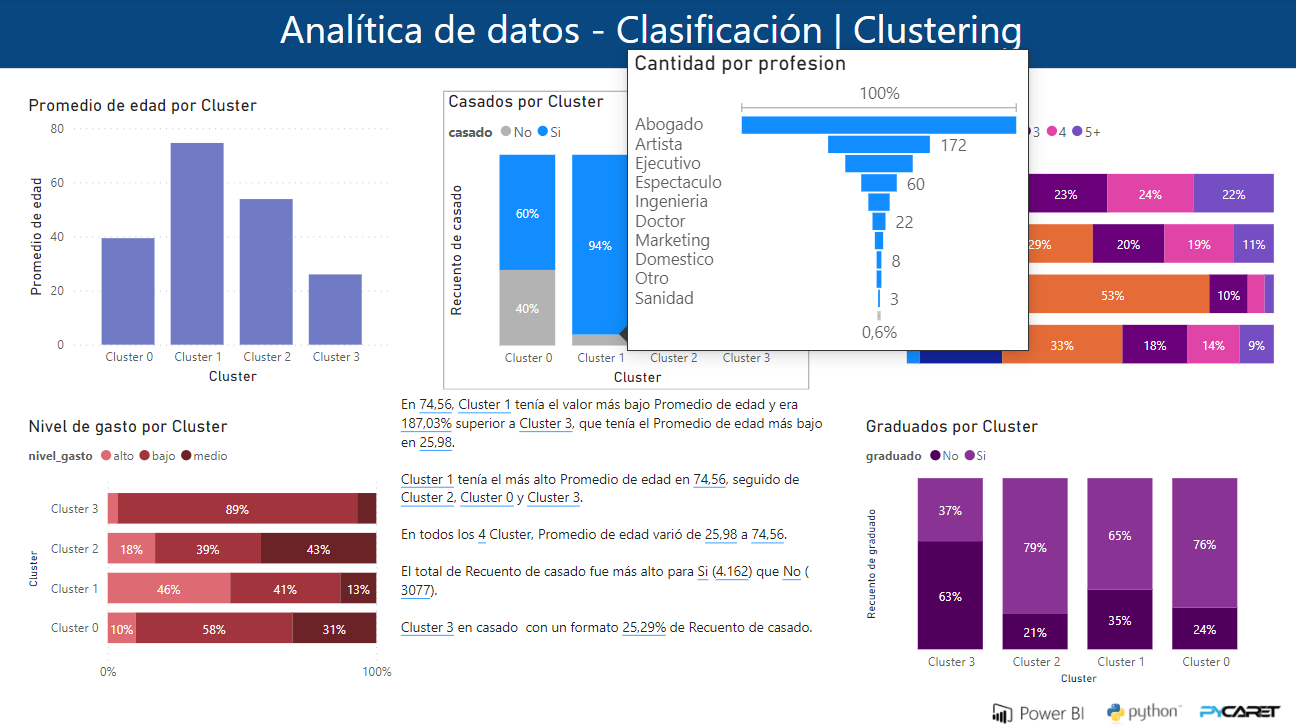 Analítica de datos - Clasificación | Clustering
Promedio de edad por Cluster
80
60
40
20
0
Promedio de edad
Cluster 0
Cluster 1
Cluster 2
Cluster 3
Cluster
Casados por Cluster
casado No Si
Recuento de casado
60%
40%
94%
Cluster 0
Cluster 1
Cluster 2
Cluster 3
Cluster
Cantidad por profesion
100%
Abogado
Artista
172
Ejecutivo
Espectaculo
60
Ingenieria
Doctor
22
Marketing
Domestico
8
Otro
Sanidad
3
0,6%
3 4 5+
23% 24% 22%
29% 20% 19% 11%
53% 10%
33% 18% 14% 9%
En 74,56, Cluster 1 tenía el valor más bajo Promedio de edad y era
187,03% superior a Cluster 3, que tenía el Promedio de edad más bajo
en 25,98.
Cluster 1 tenía el más alto Promedio de edad en 74,56, seguido de
Cluster 2, Cluster 0 y Cluster 3.
En todos los 4 Cluster, Promedio de edad varió de 25,98 a 74,56.
El total de Recuento de casado fue más alto para Si (4.162) que No (
3077).
Cluster 3 en casado  con un formato 25,29% de Recuento de casado.
Nivel de gasto por Cluster
nivel_gasto alto bajo medio
Cluster
Cluster 3 89%
Cluster 2 18% 39% 43%
Cluster 1 46% 41% 13%
Cluster 0 10% 58% 31%
0% 100%
Graduados por Cluster
graduado No Si
Recuento de graduado
37%
63%
79%
21%
65%
35%
76%
24%
Cluster 3
Cluster 2
Cluster 1
Cluster 0
Cluster
Power BI
python
PYCARET